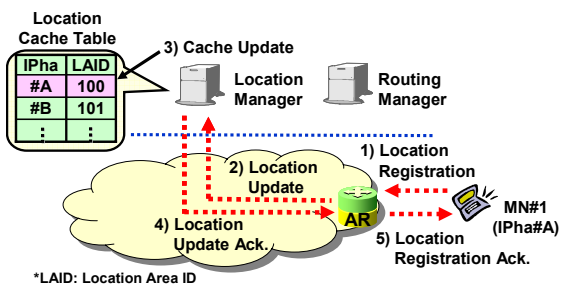 Location
Cache Table
IPha LAID
#A 100
#B 101
⋮ ⋮
3) Cache Update
Location
Manager
Routing
Manager
1) Location
Registration
2) Location
Update
4) Location
Update Ack.
AR
MN#1
(IPha#A)
5) Location
Registration Ack.
*LAID: Location Area ID